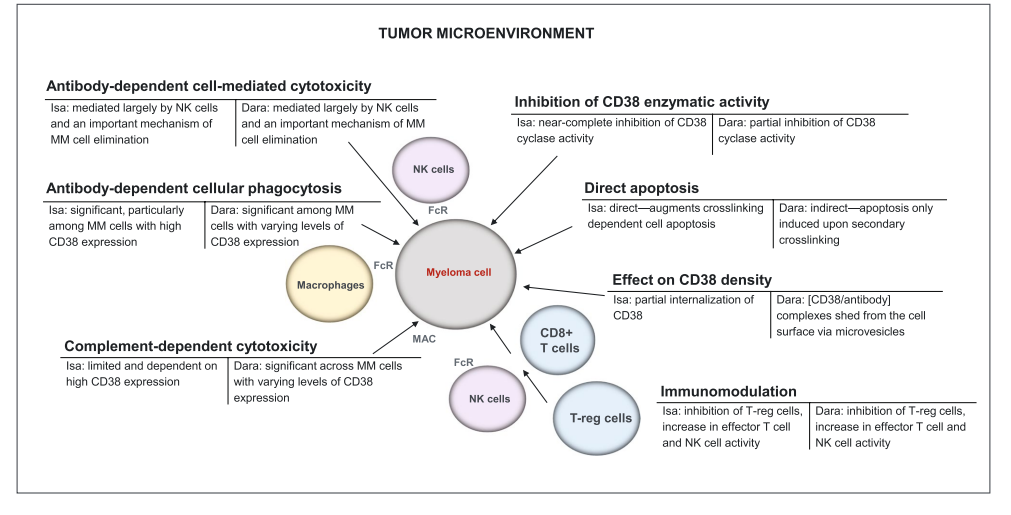 TUMOR MICROENVIRONMENT
Antibody-dependent cell-mediated cytotoxicity
Isa: mediated largely by NK cells
and an important mechanism of
MM cell elimination
Dara: mediated largely by NK cells
and an important mechanism of MM
cell elimination
Inhibition of CD38 enzymatic activity
Isa: near-complete inhibition of CD38
cyclase activity
Dara: partial inhibition of CD38
cyclase activity
NK cells
FcR
Antibody-dependent cellular phagocytosis
Isa: significant, particularly
among MM cells with high
CD38 expression
Dara: significant among MM
cells with varying levels of
CD38 expression
Direct apoptosis
Isa: direct—augments crosslinking
dependent cell apoptosis
Dara: indirect—apoptosis only
induced upon secondary
crosslinking
FcR
Macrophages
Myeloma cell
Effect on CD38 density
Isa: partial internalization of
CD38
Dara: [CD38/antibody]
complexes shed from the cell
surface via microvesicles
MAC
CD8+
T cells
Complement-dependent cytotoxicity
Isa: limited and dependent on
high CD38 expression
Dara: significant across MM cells
with varying levels of CD38
expression
FcR
NK cells
T-reg cells
Immunomodulation
Isa: inhibition of T-reg cells,
increase in effector T cell
and NK cell activity
Dara: inhibition of T-reg cells,
increase in effector T cell and
NK cell activity